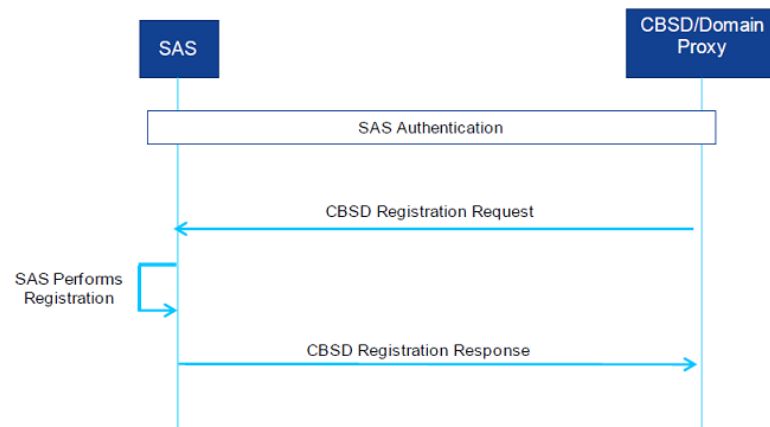 SAS
CBSD/Domain
Proxy
SAS Authentication
CBSD Registration Request
SAS Performs
Registration
CBSD Registration Response